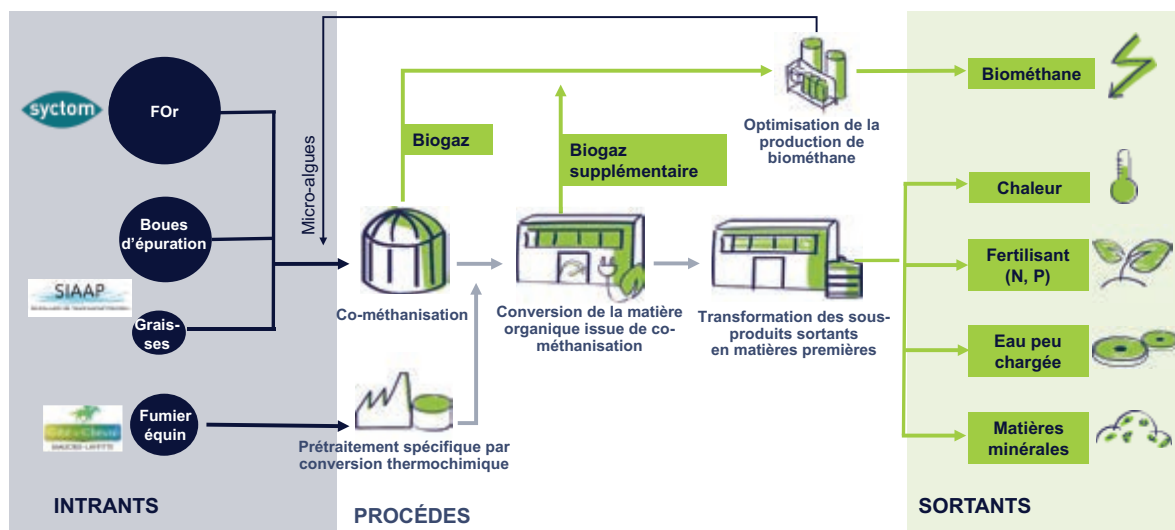 syctom
FOr
Boues
d'épuration
SIAAP
Grais-
ses
Fumier
équin
INTRANTS
Micro-algues
Biogaz
Biogaz
supplémentaire
Optimisation de la
production de
biométhane
Co-méthanisation
Conversion de la matière
organique issue de co-
méthanisation
Transformation des sous-
produits sortants
en matières premières
Prétraitement spécifique par
conversion thermochimique
PROCÉDES
Biométhane
Chaleur
Fertilisant
(N, P)
Eau peu
chargée
Matières
minérales
SORTANTS